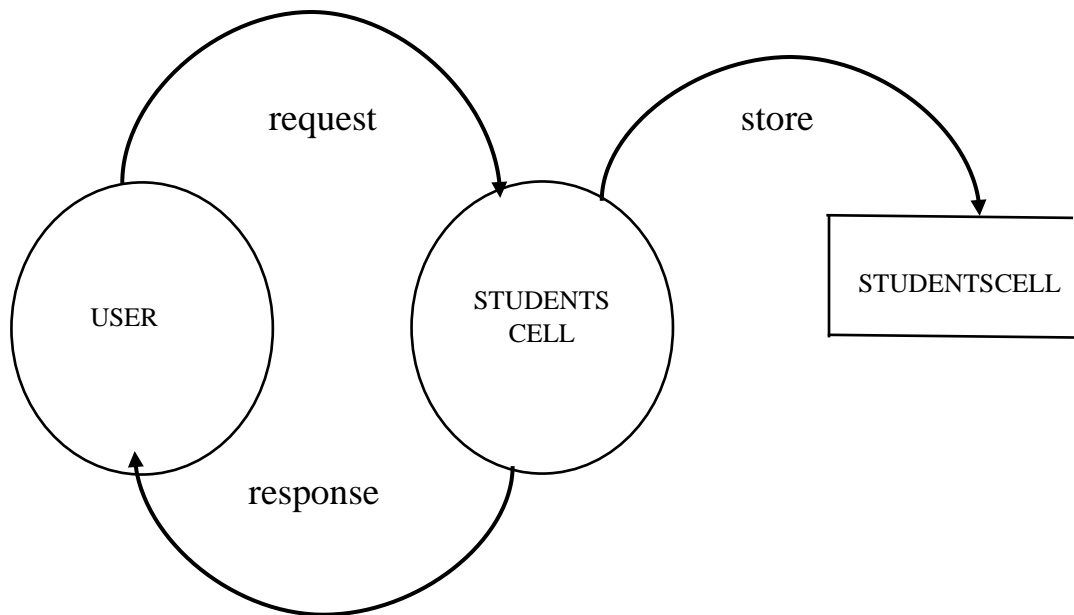 request
store
USER
STUDENTS
CELL
STUDENTSCELL
response